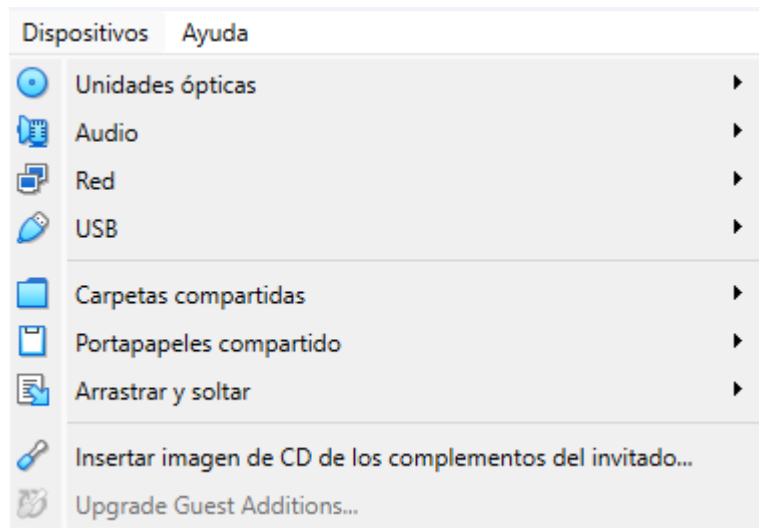 Dispositivos Ayuda
Unidades ópticas
Audio
Red
USB
Carpetas compartidas
Portapapeles compartido
Arrastrar y soltar
Insertar imagen de CD de los complementos del invitado...
Upgrade Guest Additions...